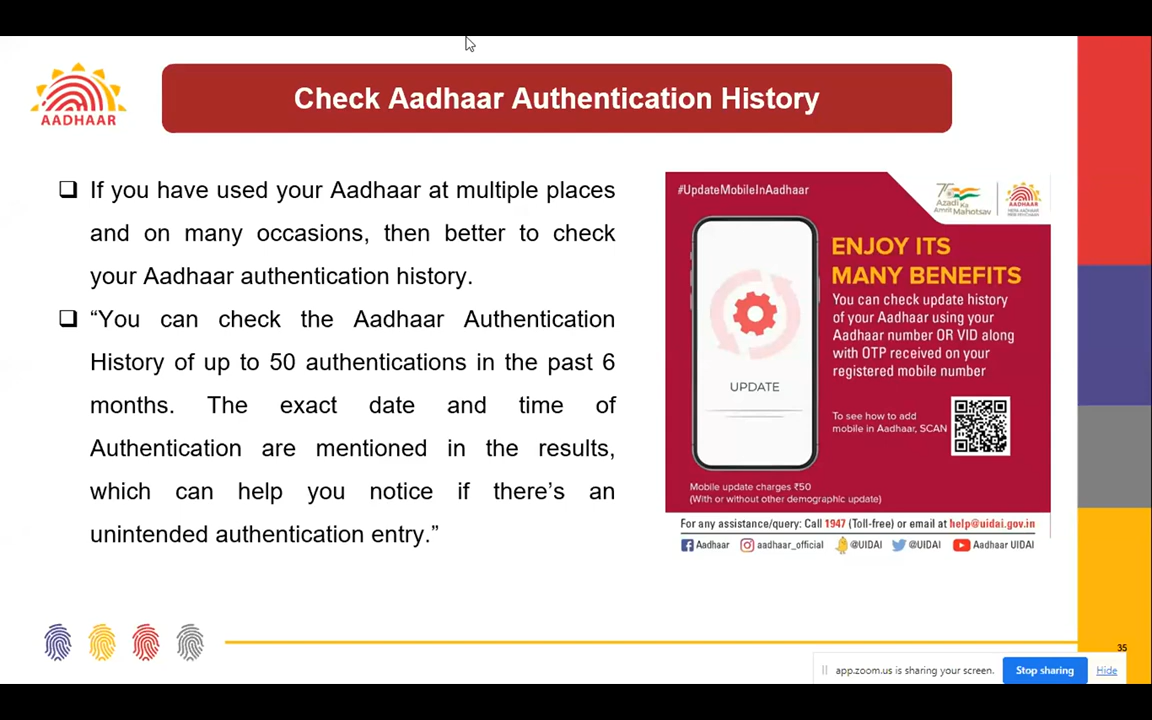 Check Aadhaar Authentication History
AADHAAR
❑ If you have used your Aadhaar at multiple places
and on many occasions, then better to check
your Aadhaar authentication history.
❑ “You can check the Aadhaar Authentication
History of up to 50 authentications in the past 6
months. The exact date and time of
Authentication are mentioned in the results,
which can help you notice if there’s an
unintended authentication entry.”
#UpdateMobileInAadhaar
75
Azadi Ka
Amrit Mahotsav
AADHAAR
ENJOY ITS
MANY BENEFITS
You can check update history
of your Aadhaar using your
Aadhaar number OR VID along
with OTP received on your
registered mobile number
UPDATE
To see how to add
mobile in Aadhaar, SCAN
Mobile update charges ₹50
(With or without other demographic update)
For any assistance/query: Call 1947 (Toll-free) or email at help@uidai.gov.in
Aadhaar aadhaar_official @UIDAI @UIDAI Aadhaar UIDAI
35
app.zoom.us is sharing your screen. Stop sharing Hide